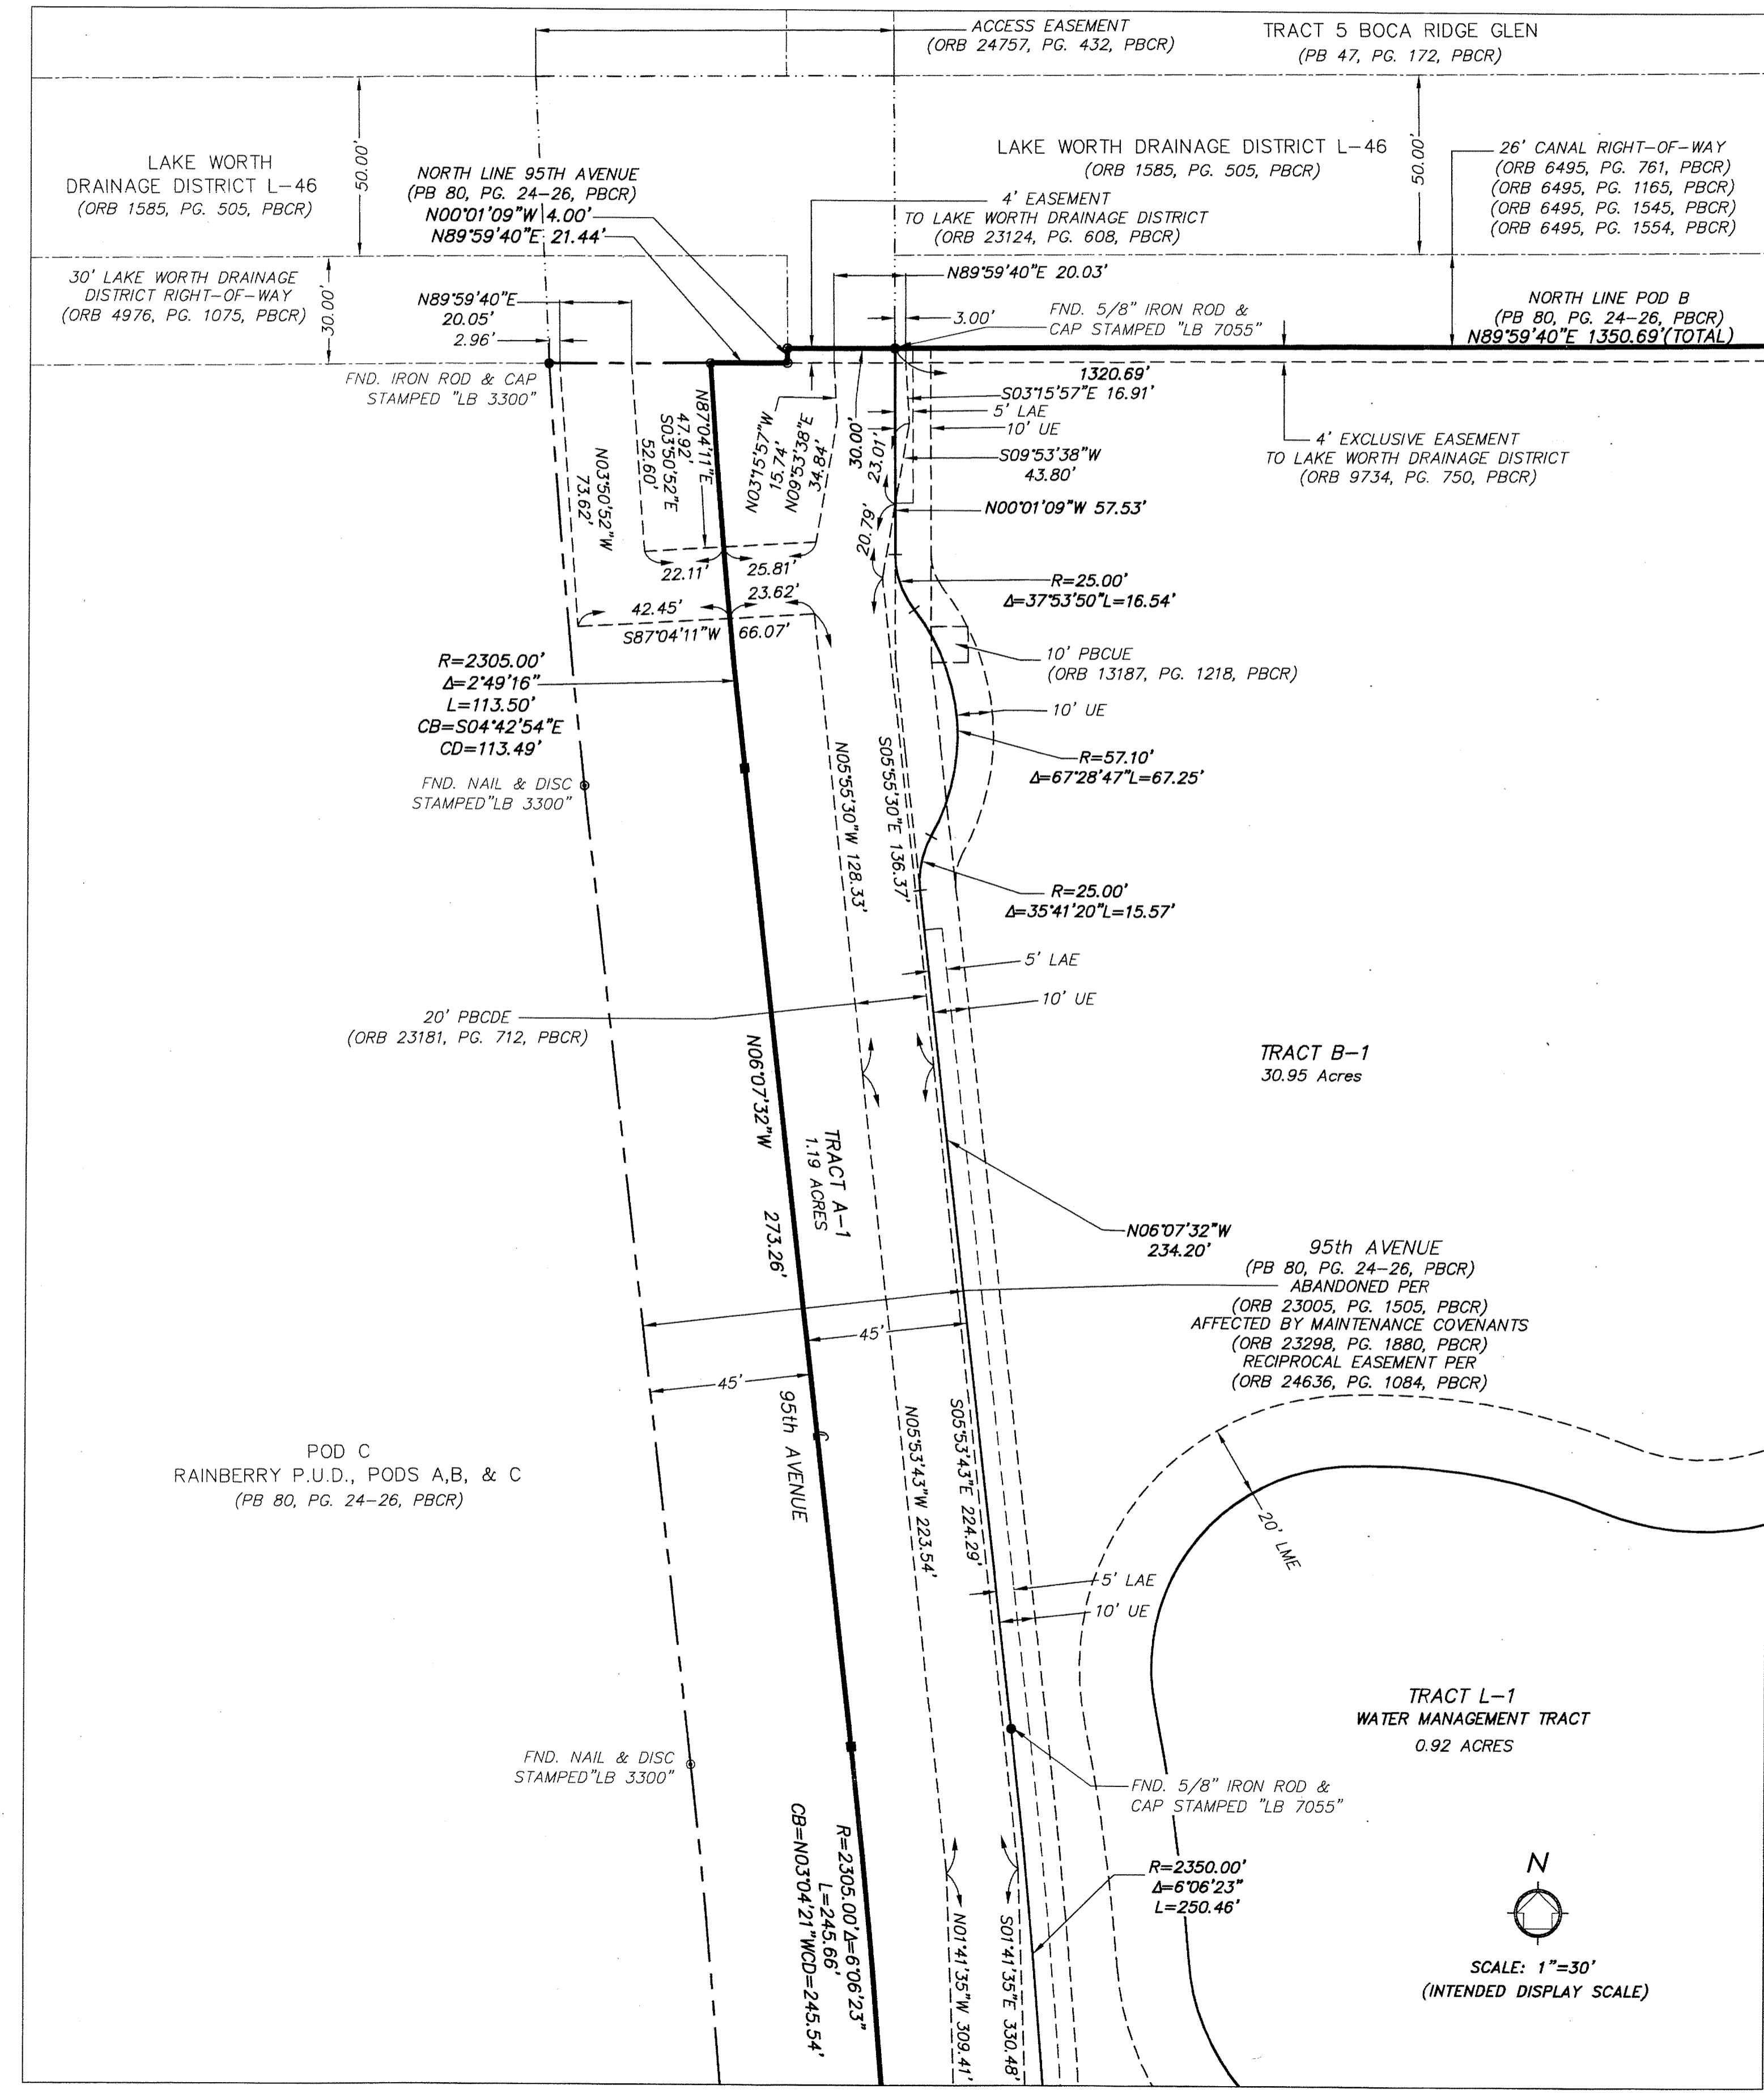 ACCESS EASEMENT
(ORB 24757, PG. 432, PBCR)
TRACT 5 BOCA RIDGE GLEN
(PB 47, PG. 172, PBCR)
LAKE WORTH
DRAINAGE DISTRICT L-46
(ORB 1585, PG. 505, PBCR)
50.00'
NORTH LINE 95TH AVENUE
(PB 80, PG. 24-26, PBCR)
N00°01'09"W 4.00'
N89°59'40"E 21.44'
LAKE WORTH DRAINAGE DISTRICT L-46
(ORB 1585, PG. 505, PBCR)
4' EASEMENT
TO LAKE WORTH DRAINAGE DISTRICT
(ORB 23124, PG. 608, PBCR)
50.00'
26' CANAL RIGHT-OF-WAY
(ORB 6495, PG. 761, PBCR)
(ORB 6495, PG. 1165, PBCR)
(ORB 6495, PG. 1545, PBCR)
(ORB 6495, PG. 1554, PBCR)
30' LAKE WORTH DRAINAGE
DISTRICT RIGHT-OF-WAY
(ORB 4976, PG. 1075, PBCR)
30.00'
N89°59'40"E
20.05'
2.96'
N89°59'40"E 20.03'
3.00'
FND. 5/8" IRON ROD &
CAP STAMPED "LB 7055"
NORTH LINE POD B
(PB 80, PG. 24-26, PBCR)
N89°59'40"E 1350.69'(TOTAL)
FND. IRON ROD & CAP
STAMPED "LB 3300"
1320.69'
S03°15'57"E 16.91'
5' LAE
10' UE
S09°53'38"W
43.80'
N00°01'09"W 57.53'
4' EXCLUSIVE EASEMENT
TO LAKE WORTH DRAINAGE DISTRICT
(ORB 9734, PG. 750, PBCR)
N03°50'52"W
73.62'
N87°04'11"E
47.92'
S03°50'52"E
52.60'
N03°15'57"W
15.74'
N09°53'38"E
34.84'
30.00'
23.01'
20.79'
22.11'
25.81'
23.62'
42.45'
S87°04'11"W
66.07'
R=25.00'
Δ=37°53'50"L=16.54'
10' PBCUE
(ORB 13187, PG. 1218, PBCR)
10' UE
R=2305.00'
Δ=2°49'16"
L=113.50'
CB=S04°42'54"E
CD=113.49'
R=57.10'
Δ=67°28'47"L=67.25'
FND. NAIL & DISC
STAMPED"LB 3300"
N05°55'30"W 128.33'
S05°55'30"E 136.37'
R=25.00'
Δ=35°41'20"L=15.57'
5' LAE
10' UE
20' PBCDE
(ORB 23181, PG. 712, PBCR)
TRACT B-1
30.95 Acres
N06°07'32"W
273.26'
TRACT A-1
1.19 ACRES
N06°07'32"W
234.20'
95th AVENUE
(PB 80, PG. 24-26, PBCR)
ABANDONED PER
(ORB 23005, PG. 1505, PBCR)
AFFECTED BY MAINTENANCE COVENANTS
(ORB 23298, PG. 1880, PBCR)
RECIPROCAL EASEMENT PER
(ORB 24636, PG. 1084, PBCR)
45'
45'
95th AVENUE
POD C
RAINBERRY P.U.D., PODS A,B, & C
(PB 80, PG. 24-26, PBCR)
N05°53'43"W 223.54'
S05°53'43"E 224.29'
20' LME
5' LAE
10' UE
TRACT L-1
WATER MANAGEMENT TRACT
0.92 ACRES
FND. NAIL & DISC
STAMPED"LB 3300"
FND. 5/8" IRON ROD &
CAP STAMPED "LB 7055"
R=2305.00'Δ=6°06'23"
L=245.66'
CB=N03°04'21"WCD=245.54'
R=2350.00'
Δ=6°06'23"
L=250.46'
N01°41'35"W 309.41'
S01°41'35"E 330.48'
N
SCALE: 1"=30'
(INTENDED DISPLAY SCALE)